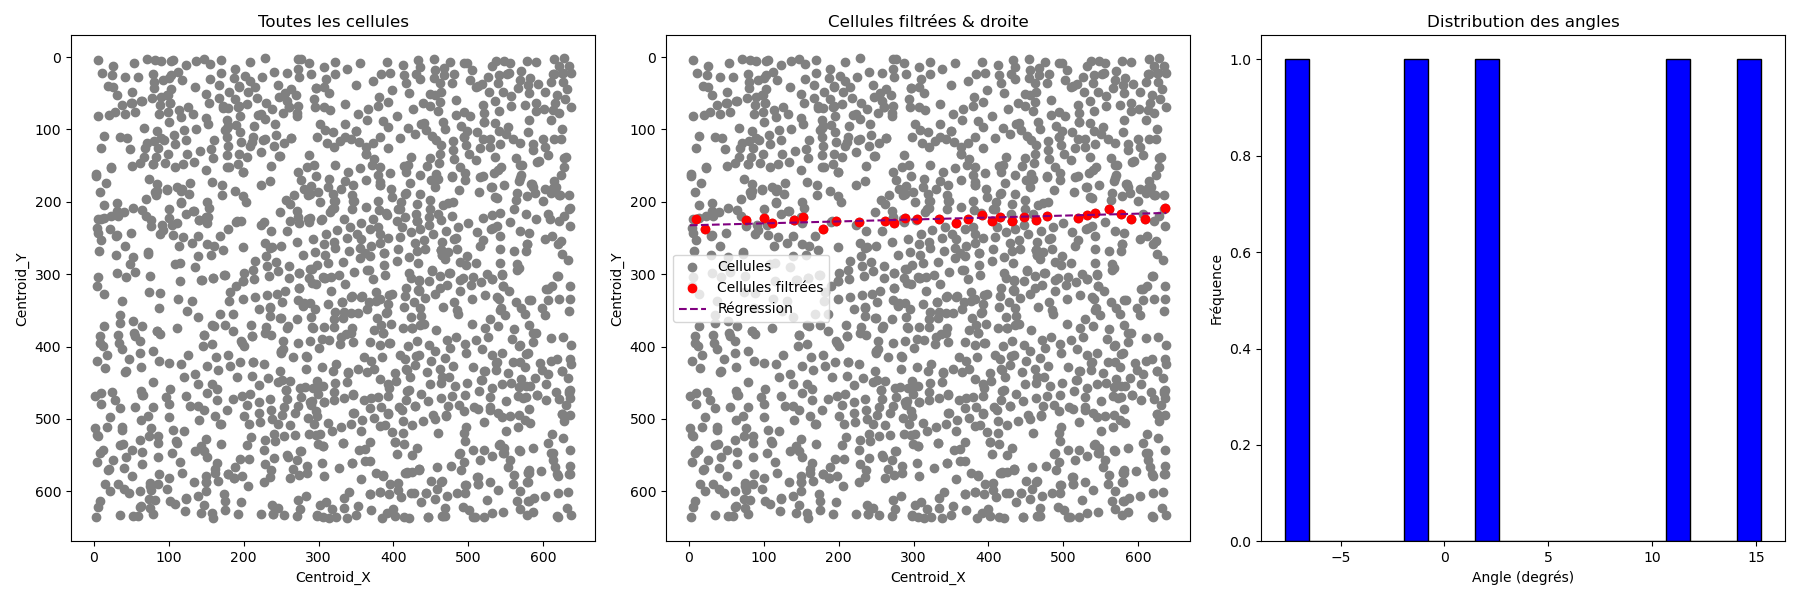 Toutes les cellules
0
100
200
300
400
500
600
Centroid_Y
0 100 200 300 400 500 600
Centroid_X
Cellules filtrées & droite
0
100
200
300
400
500
600
Centroid_Y
Cellules
Cellules filtrées
Régression
0 100 200 300 400 500 600
Centroid_X
Distribution des angles
1.0
0.8
0.6
0.4
0.2
0.0
Fréquence
−5 0 5 10 15
Angle (degrés)